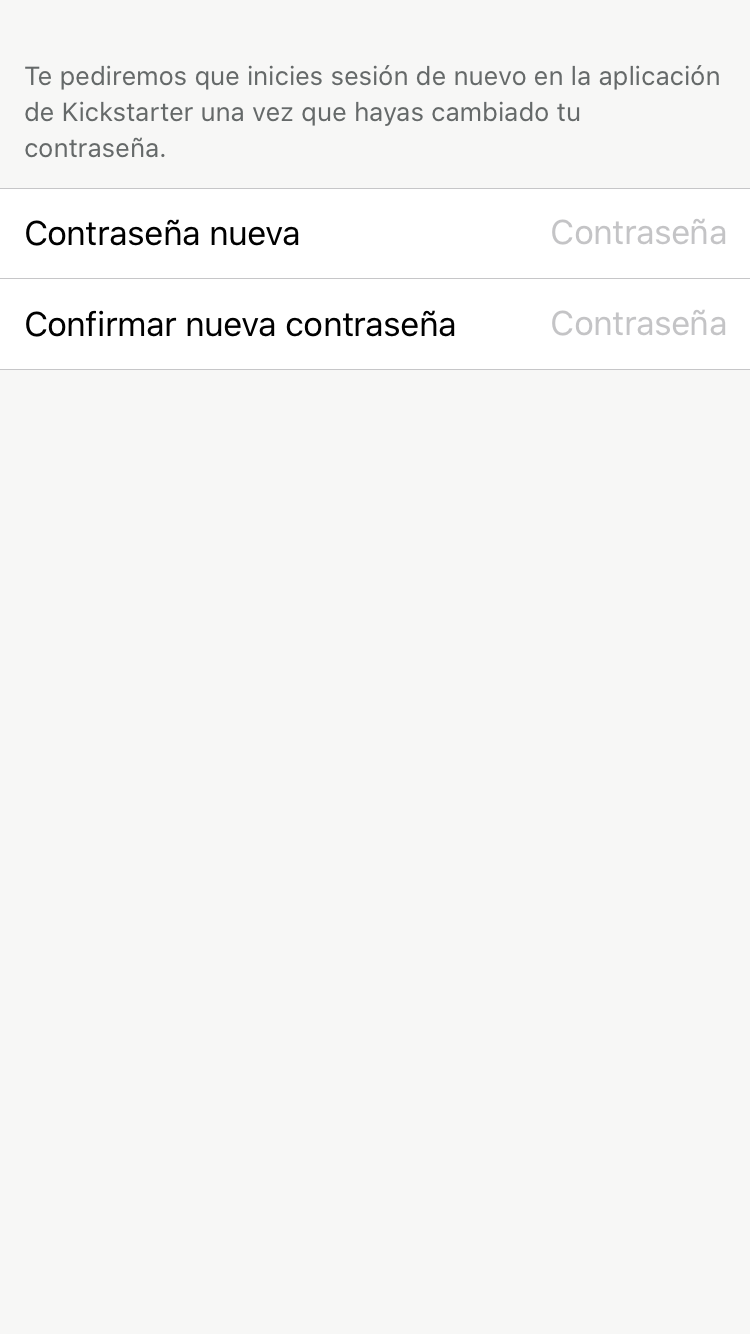 Te pediremos que inicies sesión de nuevo en la aplicación
de Kickstarter una vez que hayas cambiado tu
contraseña.
Contraseña nueva Contraseña
Confirmar nueva contraseña Contraseña